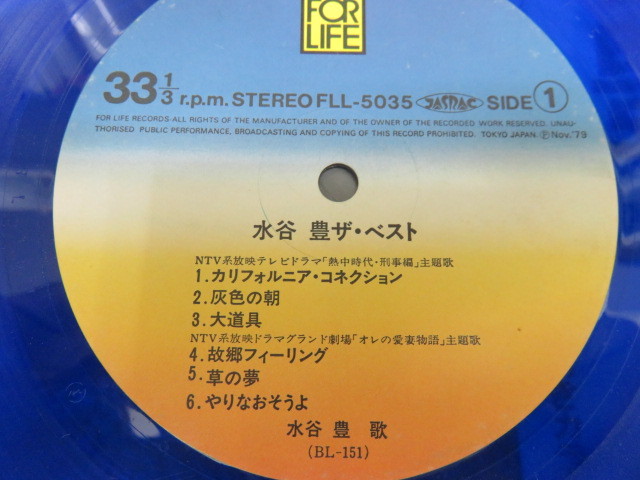 FOR
LIFE
33 1/3 r.p.m. STEREO FLL-5035 JASRAC SIDE 1
FOR LIFE RECORDS·ALL RIGHTS OF THE MANUFACTURER AND OF THE OWNER OF THE RECORDED WORK RESERVED. UNAU-
THORISED PUBLIC PERFORMANCE, BROADCASTING AND COPYING OF THIS RECORD PROHIBITED. TOKYO JAPAN. Ⓟ Nov.'79
水谷 豊ザ・ベスト
NTV系放映テレビドラマ「熱中時代・刑事編」主題歌
1. カリフォルニア・コネクション
2. 灰色の朝
3. 大道具
NTV系放映ドラマグランド劇場「オレの愛妻物語」主題歌
4. 故郷フィーリング
5. 草の夢
6. やりなおそうよ
水谷 豊 歌
(BL-151)